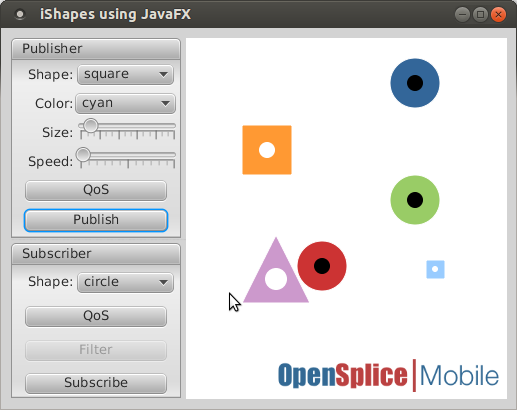 iShapes using JavaFX
Publisher
Shape: square
Color: cyan
Size:
Speed:
QoS
Publish
Subscriber
Shape: circle
QoS
Filter
Subscribe
OpenSplice|Mobile